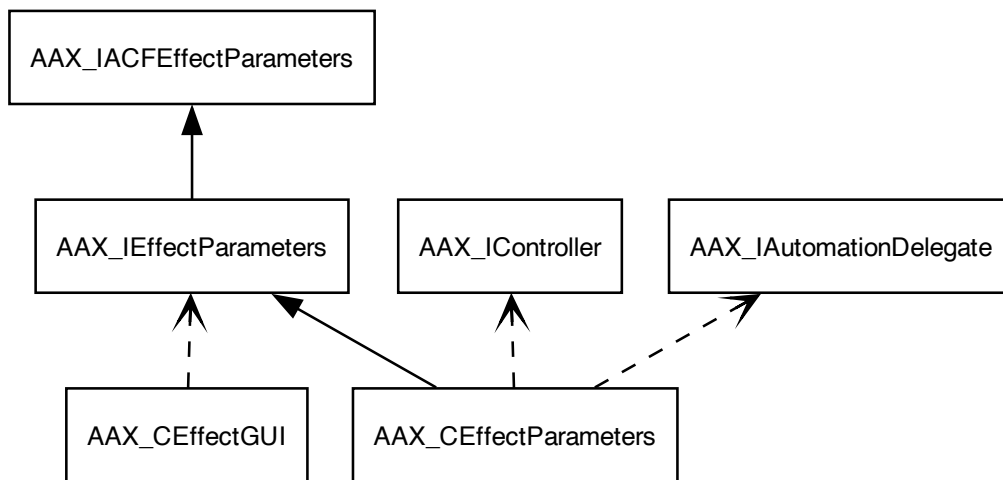 AAX_IACFEffectParameters
AAX_IEffectParameters
AAX_IController
AAX_IAutomationDelegate
AAX_CEffectGUI
AAX_CEffectParameters